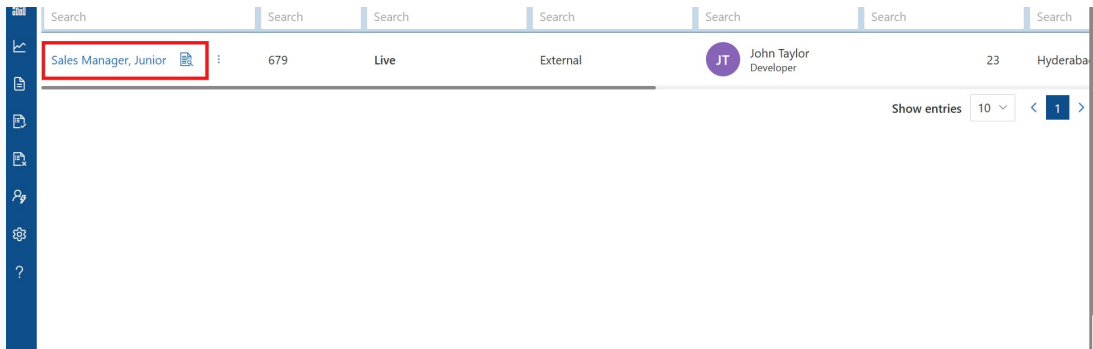 Search Search Search Search Search Search Search
Sales Manager, Junior 679 Live External JT John Taylor 23 Hyderaba
Developer
Show entries 10 < 1 >
?